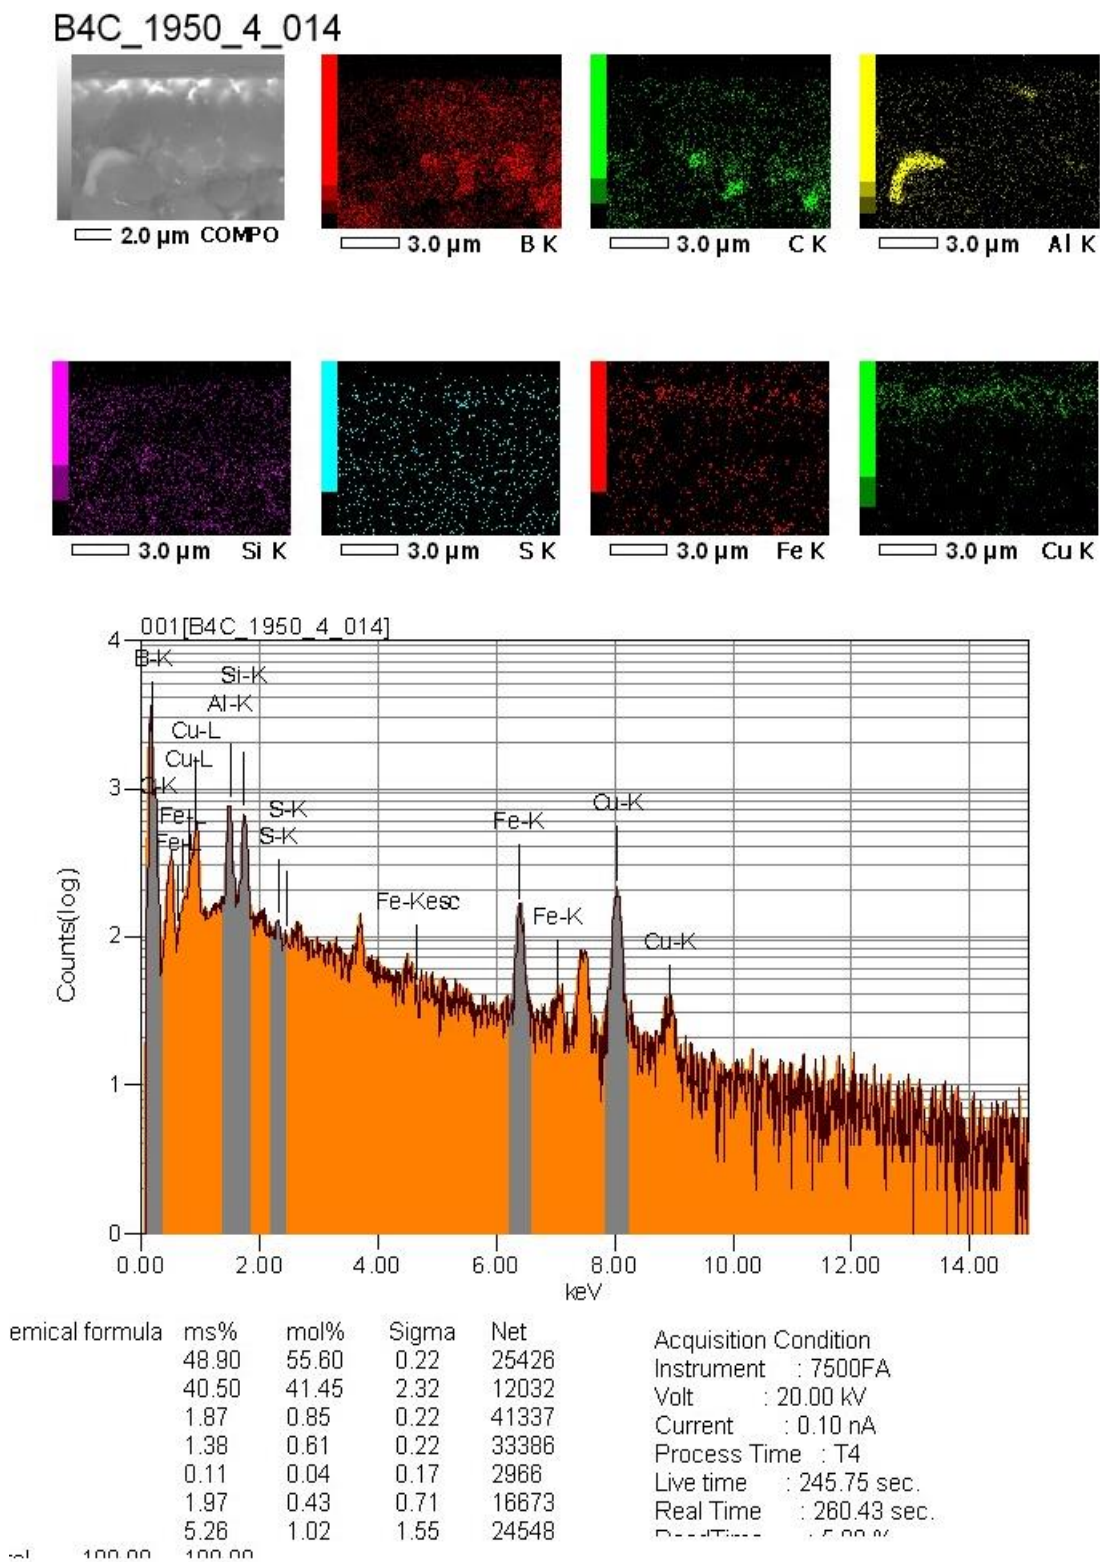 B4C_1950_4_014
2.0 µm COMPO
3.0 µm B K
3.0 µm C K
3.0 µm Al K
3.0 µm Si K
3.0 µm S K
3.0 µm Fe K
3.0 µm Cu K
001[B4C_1950_4_014]
4
3
2
1
0
Counts(log)
B-K
Si-K
Al-K
Cu-L
Cu-L
Fe-L
Fe-L
S-K
S-K
Fe-Kesc
Fe-K
Fe-K
Cu-K
Cu-K
0.00 2.00 4.00 6.00 8.00 10.00 12.00 14.00
keV
emical formula ms% mol% Sigma Net
48.90 55.60 0.22 25426
40.50 41.45 2.32 12032
1.87 0.85 0.22 41337
1.38 0.61 0.22 33386
0.11 0.04 0.17 2966
1.97 0.43 0.71 16673
5.26 1.02 1.55 24548
100.00 100.00
Acquisition Condition
Instrument : 7500FA
Volt : 20.00 kV
Current : 0.10 nA
Process Time : T4
Live time : 245.75 sec.
Real Time : 260.43 sec.